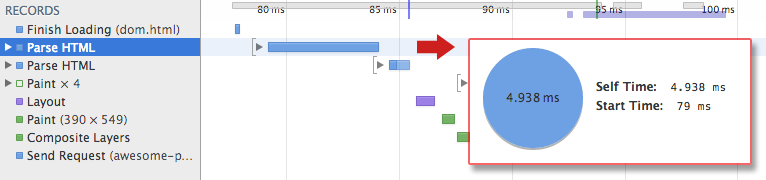 RECORDS
80 ms 85 ms 90 ms 95 ms 100 ms
Finish Loading (dom.html)
Parse HTML
Parse HTML
Paint × 4
Layout
Paint (390 × 549)
Composite Layers
Send Request (awesome-p...
4.938 ms
Self Time: 4.938 ms
Start Time: 79 ms